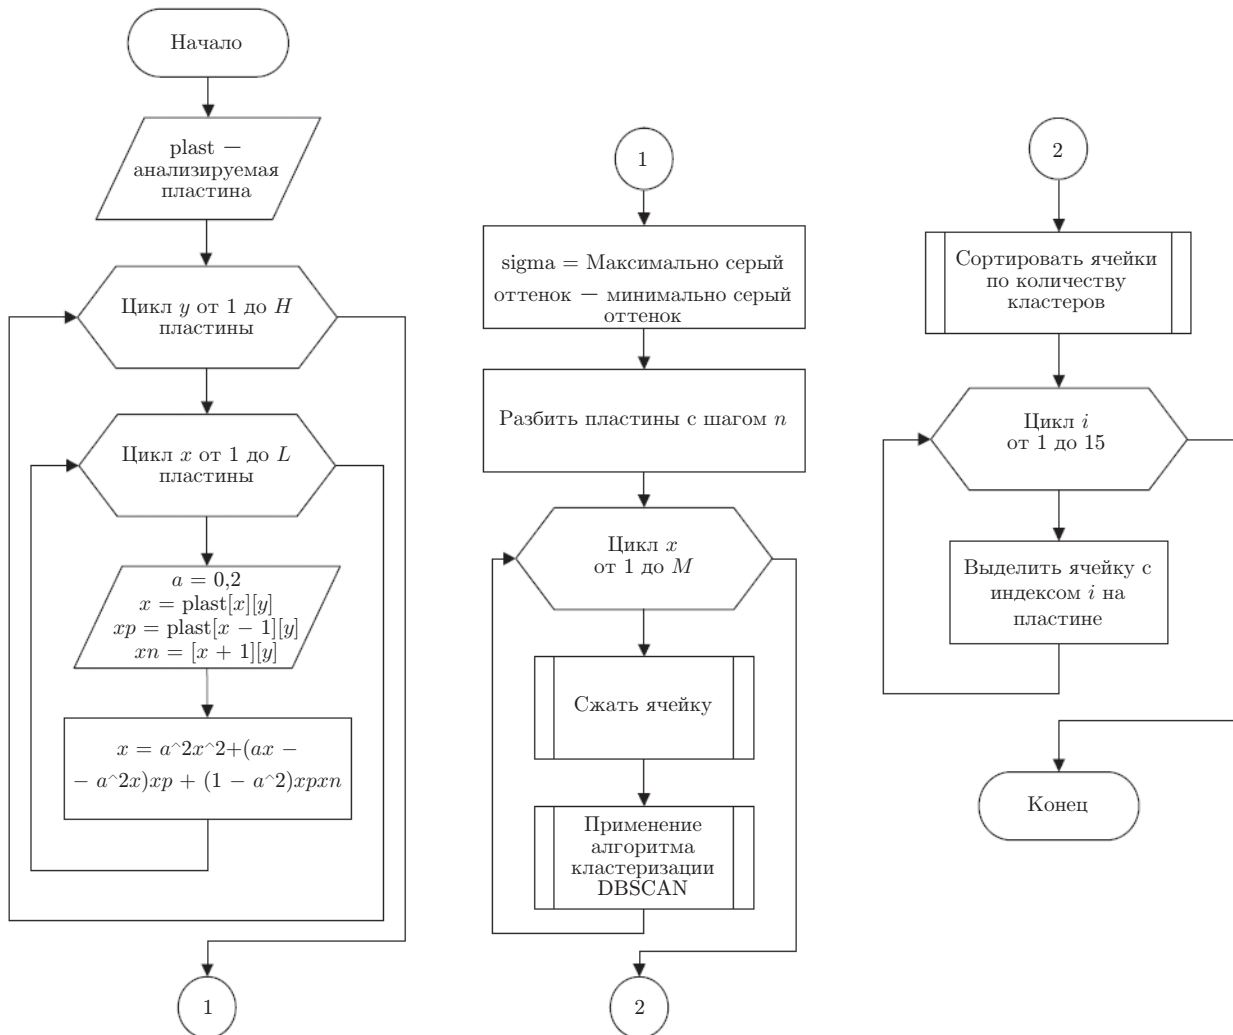 Начало
plast —
анализируемая
пластина
Цикл y от 1 до H
пластины
Цикл x от 1 до L
пластины
a = 0,2
x = plast[x][y]
xp = plast[x − 1][y]
xn = [x + 1][y]
x = a^2x^2+(ax −
− a^2x)xp + (1 − a^2)xpxn
1
1
sigma = Максимально серый
оттенок — минимально серый
оттенок
Разбить пластины с шагом n
Цикл x
от 1 до M
Сжать ячейку
Применение
алгоритма
кластеризации
DBSCAN
2
2
Сортировать ячейки
по количеству
кластеров
Цикл i
от 1 до 15
Выделить ячейку с
индексом i на
пластине
Конец